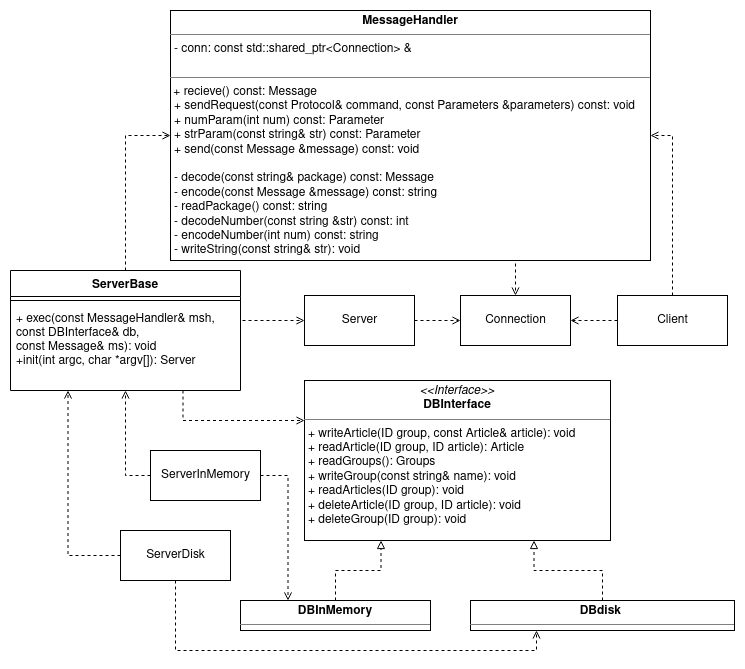 MessageHandler
- conn: const std::shared_ptr<Connection> &
+ recieve() const: Message
+ sendRequest(const Protocol& command, const Parameters &parameters) const: void
+ numParam(int num) const: Parameter
+ strParam(const string& str) const: Parameter
+ send(const Message &message) const: void
- decode(const string& package) const: Message
- encode(const Message &message) const: string
- readPackage() const: string
- decodeNumber(const string &str) const: int
- encodeNumber(int num) const: string
- writeString(const string& str): void
ServerBase
+ exec(const MessageHandler& msh,
const DBInterface& db,
const Message& ms): void
+init(int argc, char *argv[]): Server
Server
Connection
Client
<<Interface>>
DBInterface
+ writeArticle(ID group, const Article& article): void
+ readArticle(ID group, ID article): Article
+ readGroups(): Groups
+ writeGroup(const string& name): void
+ readArticles(ID group): void
+ deleteArticle(ID group, ID article): void
+ deleteGroup(ID group): void
ServerInMemory
ServerDisk
DBInMemory
DBdisk